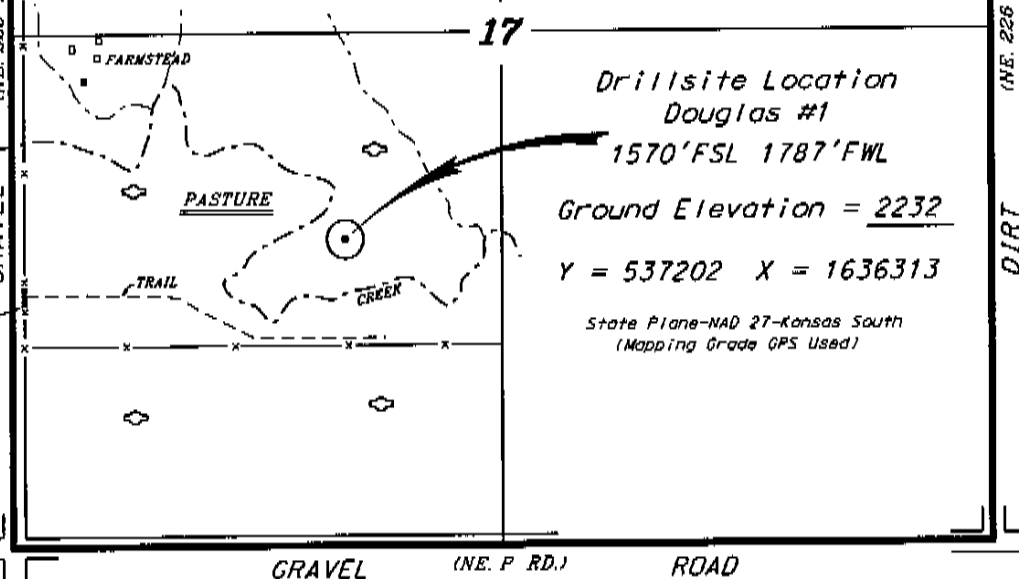 17
FARMSTEAD
Drillsite Location
Douglas #1
1570'FSL 1787'FWL
PASTURE
Ground Elevation = 2232
Y = 537202 X = 1636313
TRAIL
CREEK
State Plane-NAD 27-Kansas South
(Mapping Grade GPS Used)
DIRT
(NE. 226
GRAVEL (NE. P RD.) ROAD